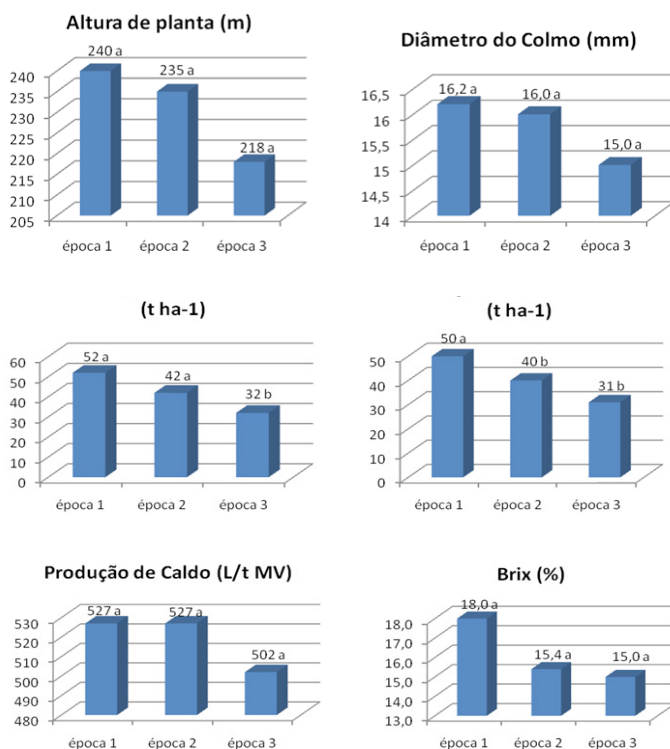 Altura de planta (m)
240 a
235 a
218 a
240
235
230
225
220
215
210
205
época 1
época 2
época 3
Diâmetro do Colmo (mm)
16,2 a
16,0 a
15,0 a
16,5
16
15,5
15
14,5
14
época 1
época 2
época 3
(t ha-1)
52 a
42 a
32 b
60
50
40
30
20
10
0
época 1
época 2
época 3
(t ha-1)
50 a
40 b
31 b
50
40
30
20
10
0
época 1
época 2
época 3
Produção de Caldo (L/t MV)
527 a
527 a
502 a
530
520
510
500
490
480
época 1
época 2
época 3
Brix (%)
18,0 a
15,4 a
15,0 a
18,0
17,0
16,0
15,0
14,0
13,0
época 1
época 2
época 3